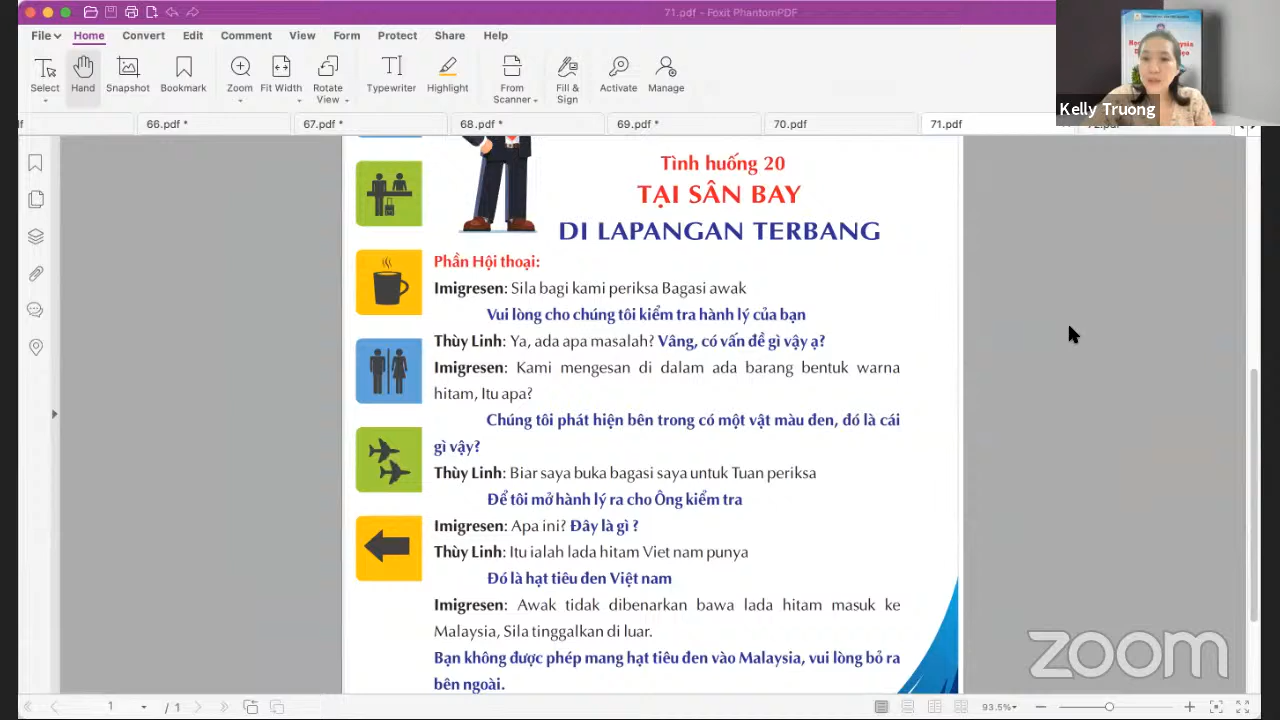 71.pdf - Foxit PhantomPDF
File Home Convert Edit Comment View Form Protect Share Help
Select Hand Snapshot Bookmark Zoom Fit Width Rotate View Typewriter Highlight From Scanner Fill & Sign Activate Manage
Kelly Truong
66.pdf * 67.pdf * 68.pdf * 69.pdf * 70.pdf 71.pdf
Tình huống 20
TẠI SÂN BAY
DI LAPANGAN TERBANG
Phần Hội thoại:
Imigresen: Sila bagi kami periksa Bagasi awak
Vui lòng cho chúng tôi kiểm tra hành lý của bạn
Thùy Linh: Ya, ada apa masalah? Vâng, có vấn đề gì vậy ạ?
Imigresen: Kami mengesan di dalam ada barang bentuk warna
hitam, Itu apa?
Chúng tôi phát hiện bên trong có một vật màu đen, đó là cái
gì vậy?
Thùy Linh: Biar saya buka bagasi saya untuk Tuan periksa
Để tôi mở hành lý ra cho Ông kiểm tra
Imigresen: Apa ini? Đây là gì ?
Thùy Linh: Itu ialah lada hitam Viet nam punya
Đó là hạt tiêu đen Việt nam
Imigresen: Awak tidak dibenarkan bawa lada hitam masuk ke
Malaysia, Sila tinggalkan di luar.
Bạn không được phép mang hạt tiêu đen vào Malaysia, vui lòng bỏ ra
bên ngoài.
zoom
1 / 1 93.5%